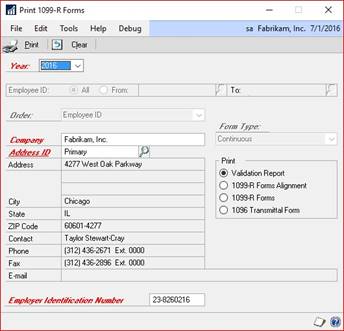 Print 1099-R Forms
File Edit Tools Help Debug sa Fabrikam, Inc. 7/1/2016
Print Clear
Year: 2016
Employee ID: All From: To:
Order: Employee ID
Form Type:
Company Fabrikam, Inc. Continuous
Address ID Primary
Address 4277 West Oak Parkway
Print
Validation Report
1099-R Forms Alignment
1099-R Forms
1096 Transmittal Form
City Chicago
State IL
ZIP Code 60601-4277
Contact Taylor Stewart-Cray
Phone (312) 436-2671 Ext. 0000
Fax (312) 436-2896 Ext. 0000
E-mail
Employer Identification Number 23-8260216